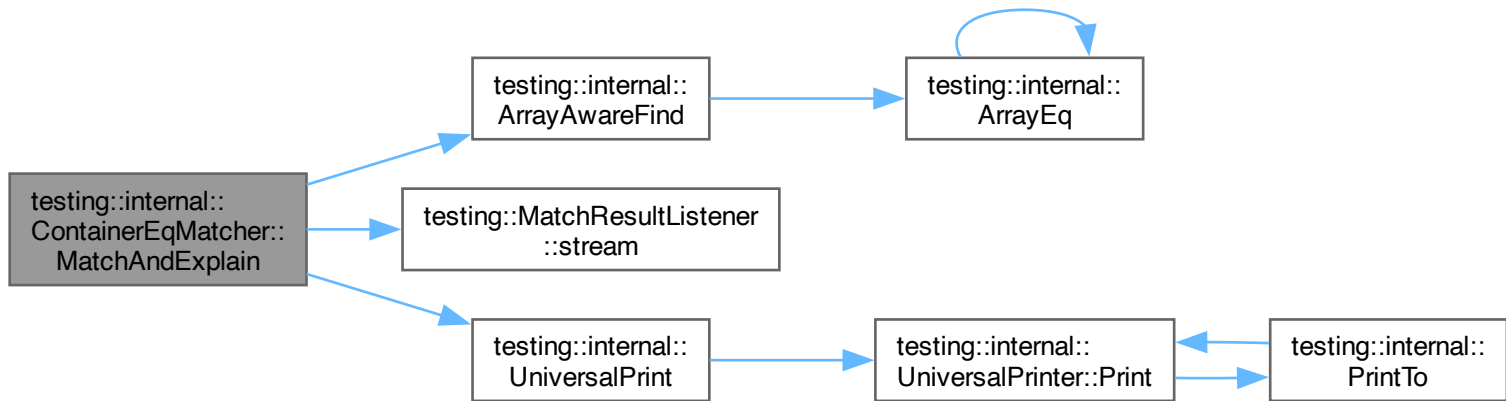 testing::internal::
ContainerEqMatcher::
MatchAndExplain
testing::internal::
ArrayAwareFind
testing::internal::
ArrayEq
testing::MatchResultListener
::stream
testing::internal::
UniversalPrint
testing::internal::
UniversalPrinter::Print
testing::internal::
PrintTo